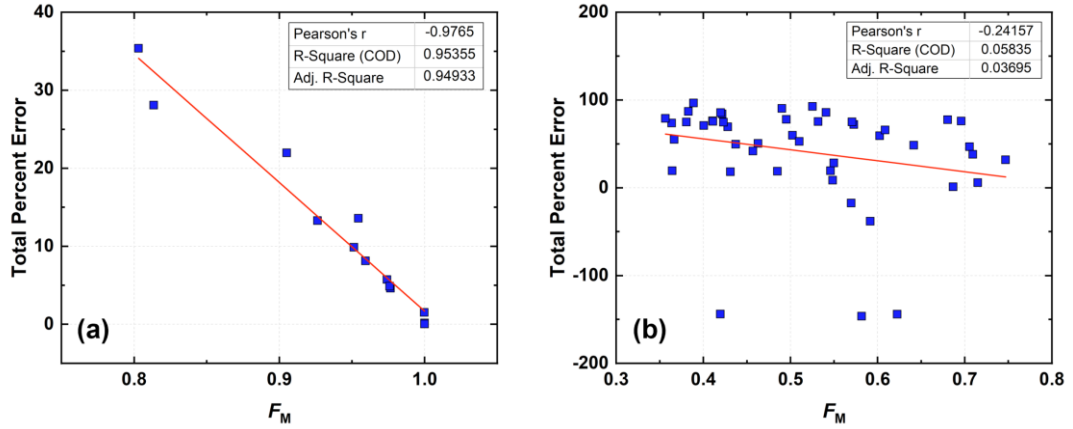 40
30
20
10
0
Total Percent Error
Pearson's r -0.9765
R-Square (COD) 0.95355
Adj. R-Square 0.94933
(a)
0.8 0.9 1.0
FM
200
100
0
-100
-200
Total Percent Error
Pearson's r -0.24157
R-Square (COD) 0.05835
Adj. R-Square 0.03695
(b)
0.3 0.4 0.5 0.6 0.7 0.8
FM